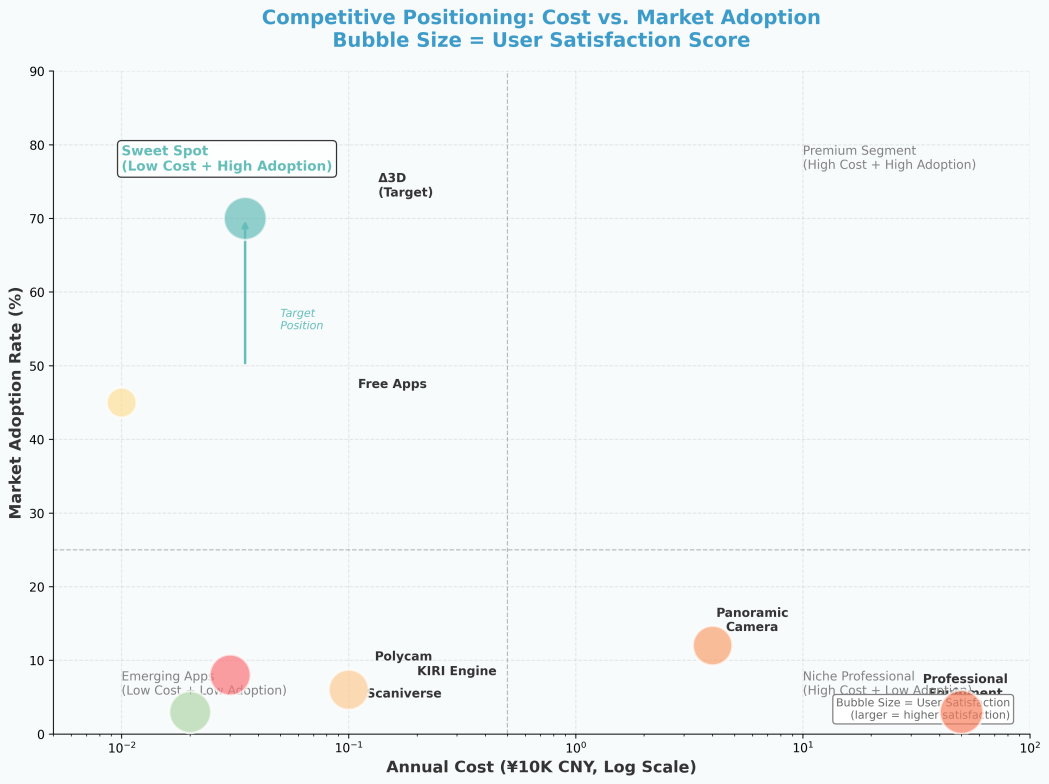 Competitive Positioning: Cost vs. Market Adoption
Bubble Size = User Satisfaction Score
Market Adoption Rate (%)
90
80
70
60
50
40
30
20
10
0
Sweet Spot
(Low Cost + High Adoption)
Δ3D
(Target)
Premium Segment
(High Cost + High Adoption)
Target
Position
Free Apps
Panoramic
Camera
Polycam
KIRI Engine
Scaniverse
Emerging Apps
(Low Cost + Low Adoption)
Niche Professional
(High Cost + Low Adoption)
Professional
Equipment
Bubble Size = User Satisfaction
(larger = higher satisfaction)
10⁻²
10⁻¹
10⁰
10¹
10²
Annual Cost (¥10K CNY, Log Scale)